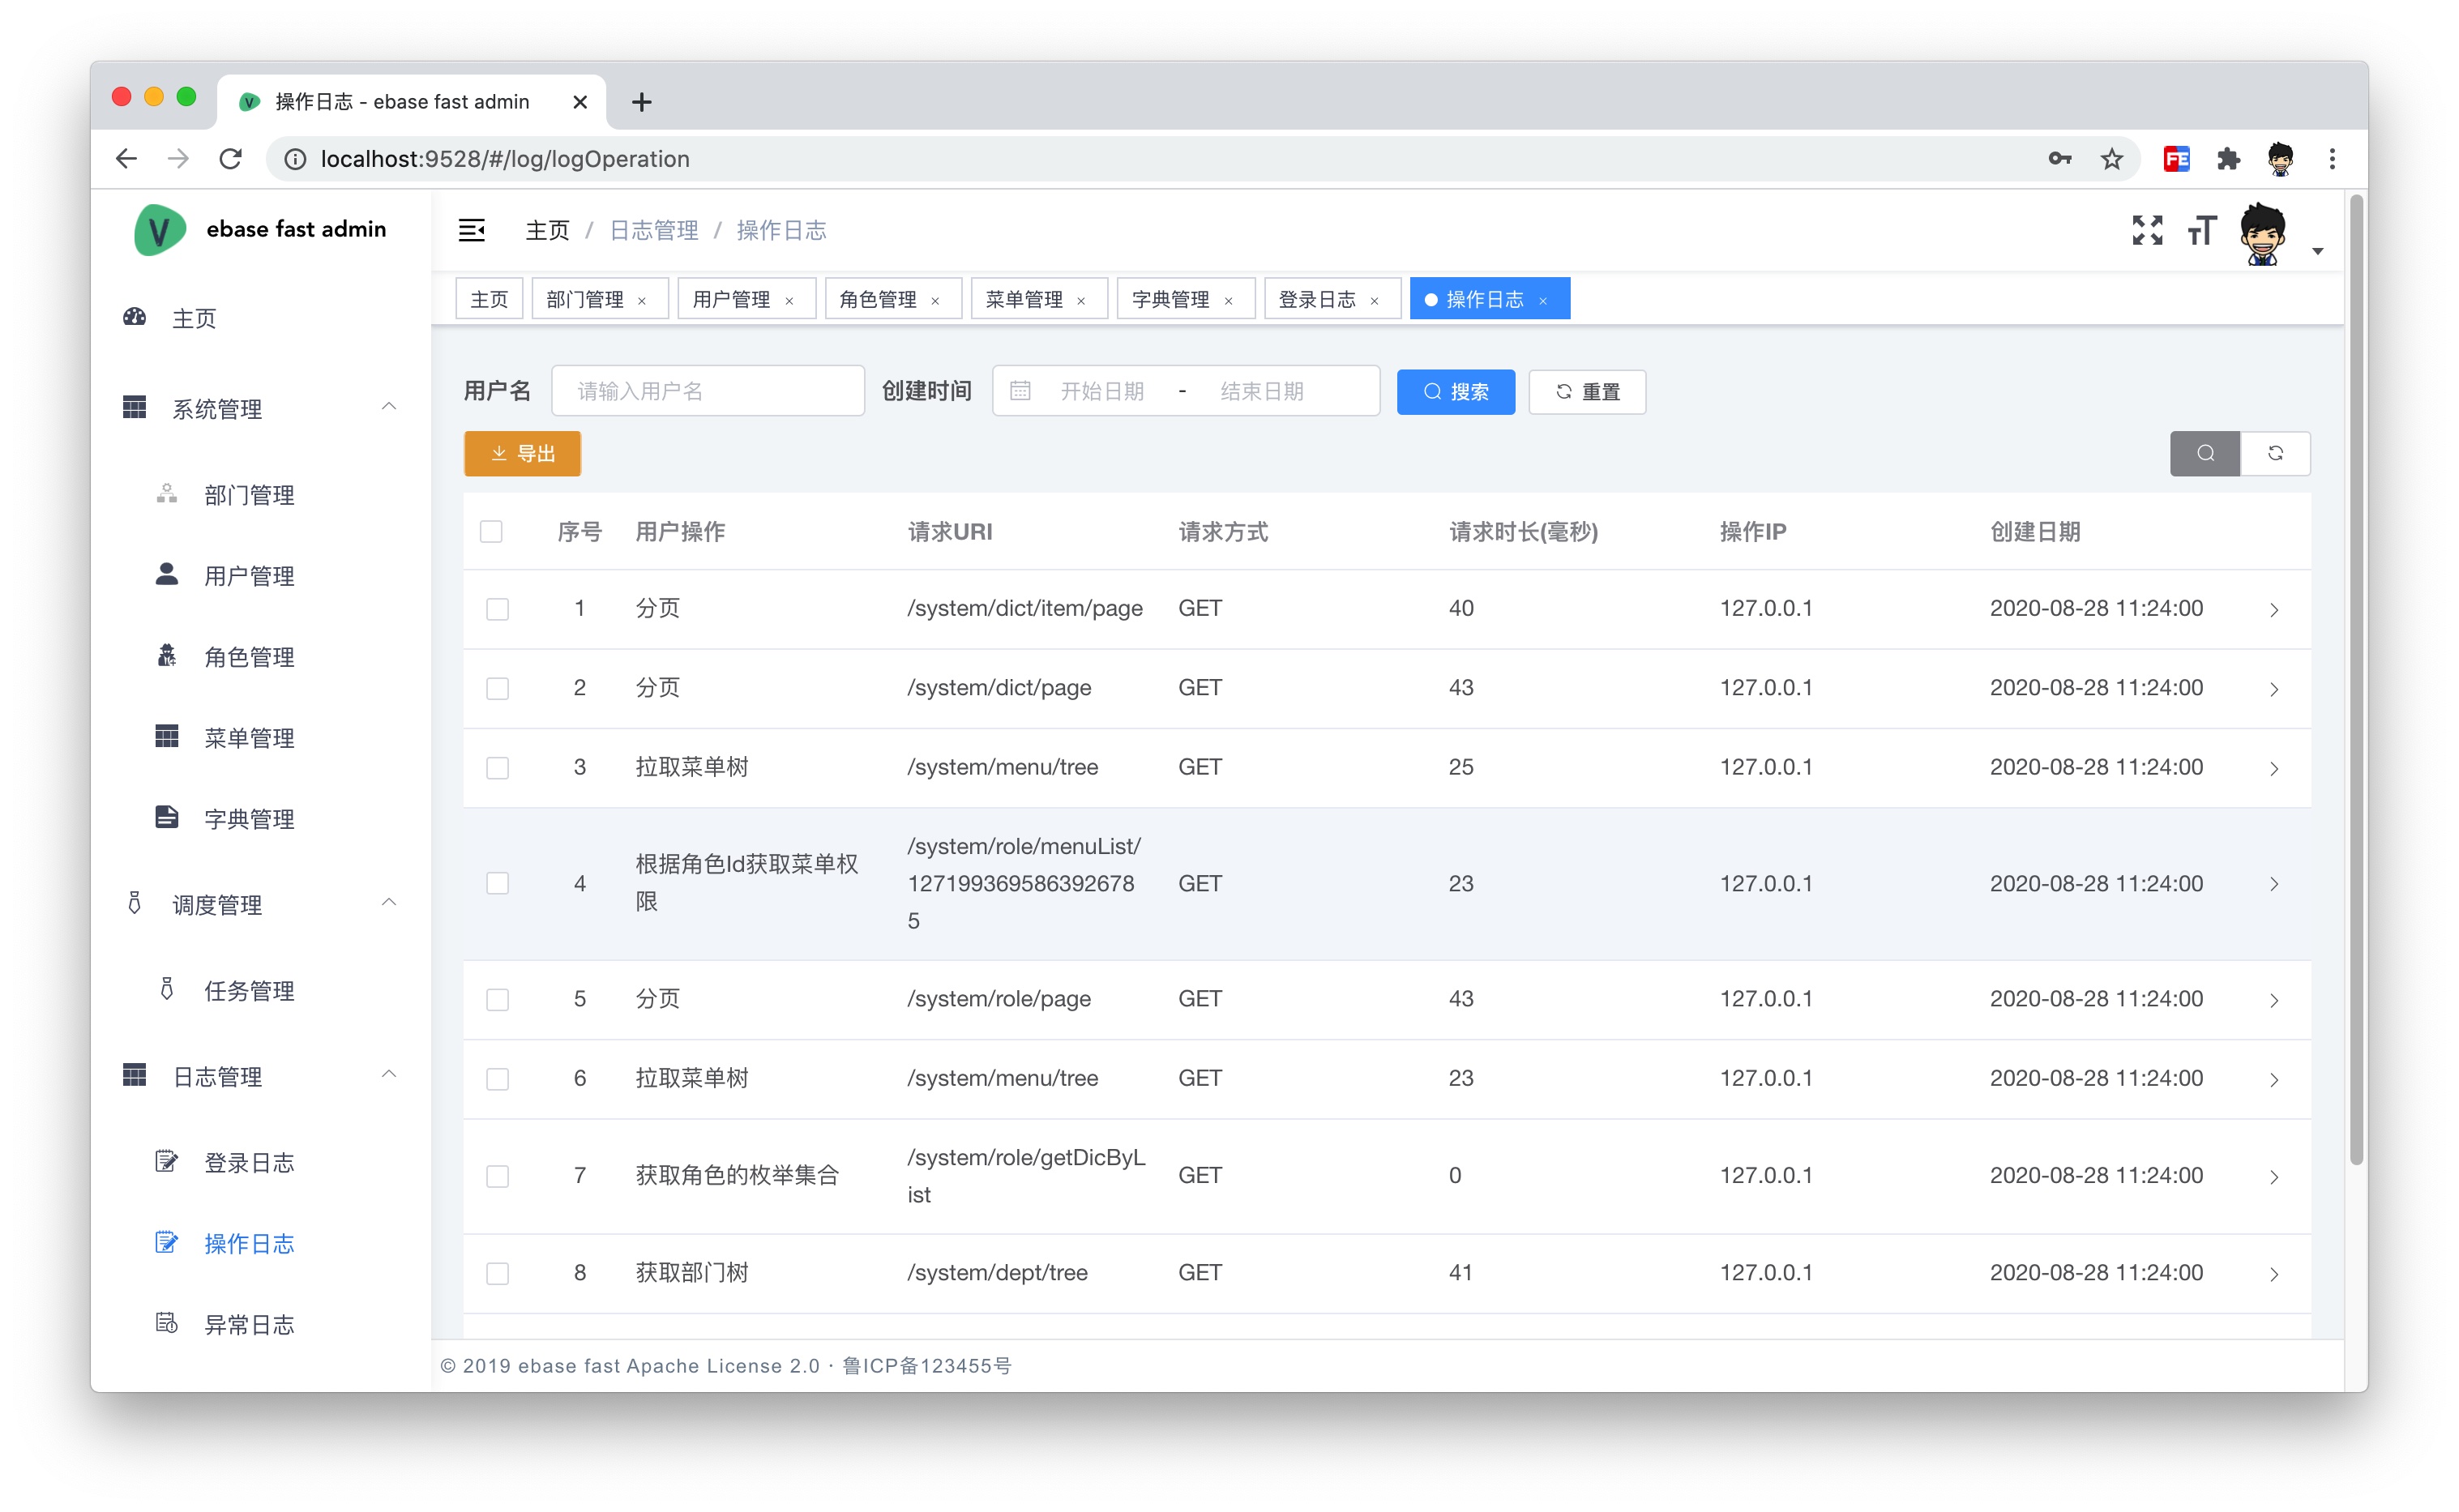 操作日志 - ebase fast admin
localhost:9528/#/log/logOperation
FE
V ebase fast admin
主页 / 日志管理 / 操作日志
主页 部门管理 × 用户管理 × 角色管理 × 菜单管理 × 字典管理 × 登录日志 × 操作日志 ×
主页
系统管理
部门管理
用户管理
角色管理
菜单管理
字典管理
调度管理
任务管理
日志管理
登录日志
操作日志
异常日志
用户名 请输入用户名 创建时间 开始日期 - 结束日期 搜索 重置
导出
序号 用户操作 请求URI 请求方式 请求时长(毫秒) 操作IP 创建日期
1 分页 /system/dict/item/page GET 40 127.0.0.1 2020-08-28 11:24:00
2 分页 /system/dict/page GET 43 127.0.0.1 2020-08-28 11:24:00
3 拉取菜单树 /system/menu/tree GET 25 127.0.0.1 2020-08-28 11:24:00
4 根据角色Id获取菜单权
限
/system/role/menuList/
127199369586392678
5
GET 23 127.0.0.1 2020-08-28 11:24:00
5 分页 /system/role/page GET 43 127.0.0.1 2020-08-28 11:24:00
6 拉取菜单树 /system/menu/tree GET 23 127.0.0.1 2020-08-28 11:24:00
7 获取角色的枚举集合 /system/role/getDicByL
ist
GET 0 127.0.0.1 2020-08-28 11:24:00
8 获取部门树 /system/dept/tree GET 41 127.0.0.1 2020-08-28 11:24:00
© 2019 ebase fast Apache License 2.0 · 鲁ICP备123455号